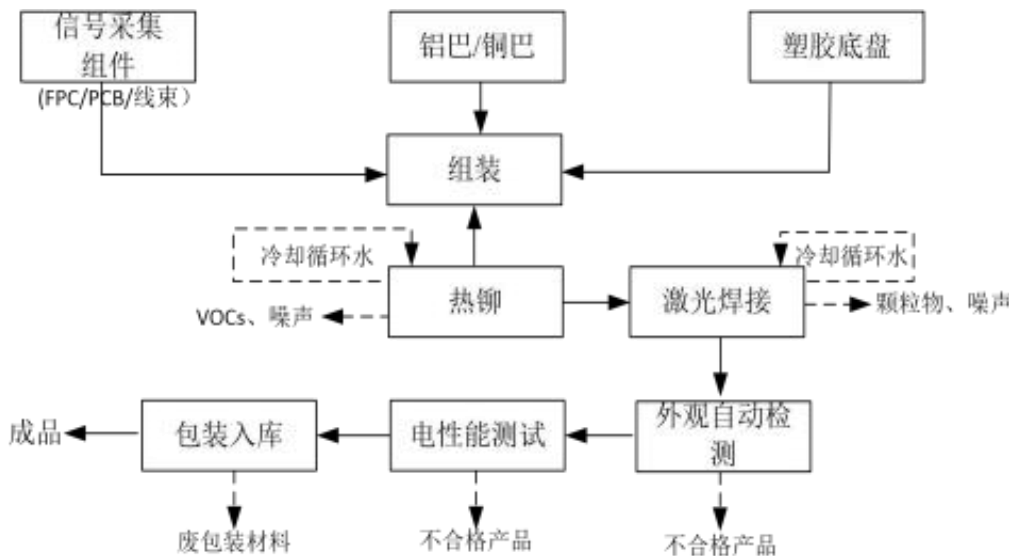 信号采集
组件
(FPC/PCB/线束）
铝巴/铜巴
塑胶底盘
组装
冷却循环水
冷却循环水
热铆
激光焊接
VOCs、噪声
颗粒物、噪声
成品
包装入库
电性能测试
外观自动检
测
废包装材料
不合格产品
不合格产品